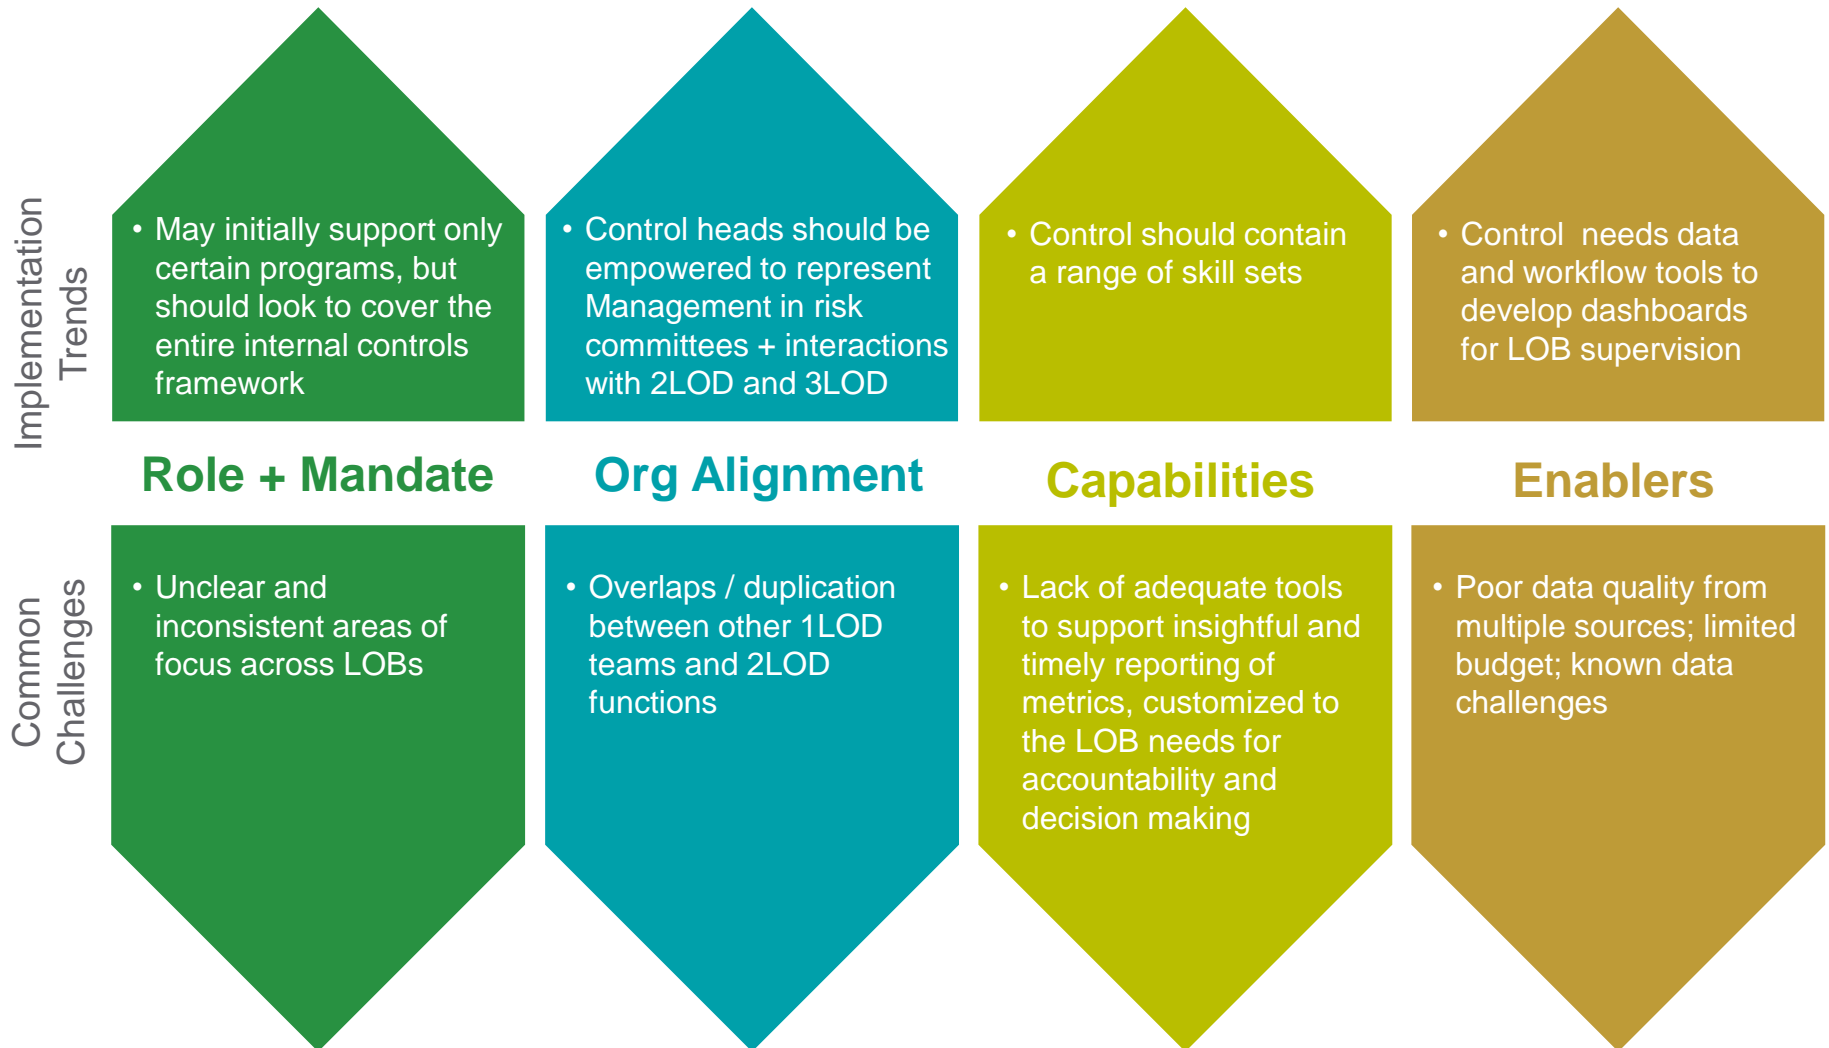 Implementation
Trends
• May initially support only
certain programs, but
should look to cover the
entire internal controls
framework
• Control heads should be
empowered to represent
Management in risk
committees + interactions
with 2LOD and 3LOD
• Control should contain
a range of skill sets
• Control needs data
and workflow tools to
develop dashboards
for LOB supervision
Role + Mandate
Org Alignment
Capabilities
Enablers
Common
Challenges
• Unclear and
inconsistent areas of
focus across LOBs
• Overlaps / duplication
between other 1LOD
teams and 2LOD
functions
• Lack of adequate tools
to support insightful and
timely reporting of
metrics, customized to
the LOB needs for
accountability and
decision making
• Poor data quality from
multiple sources; limited
budget; known data
challenges